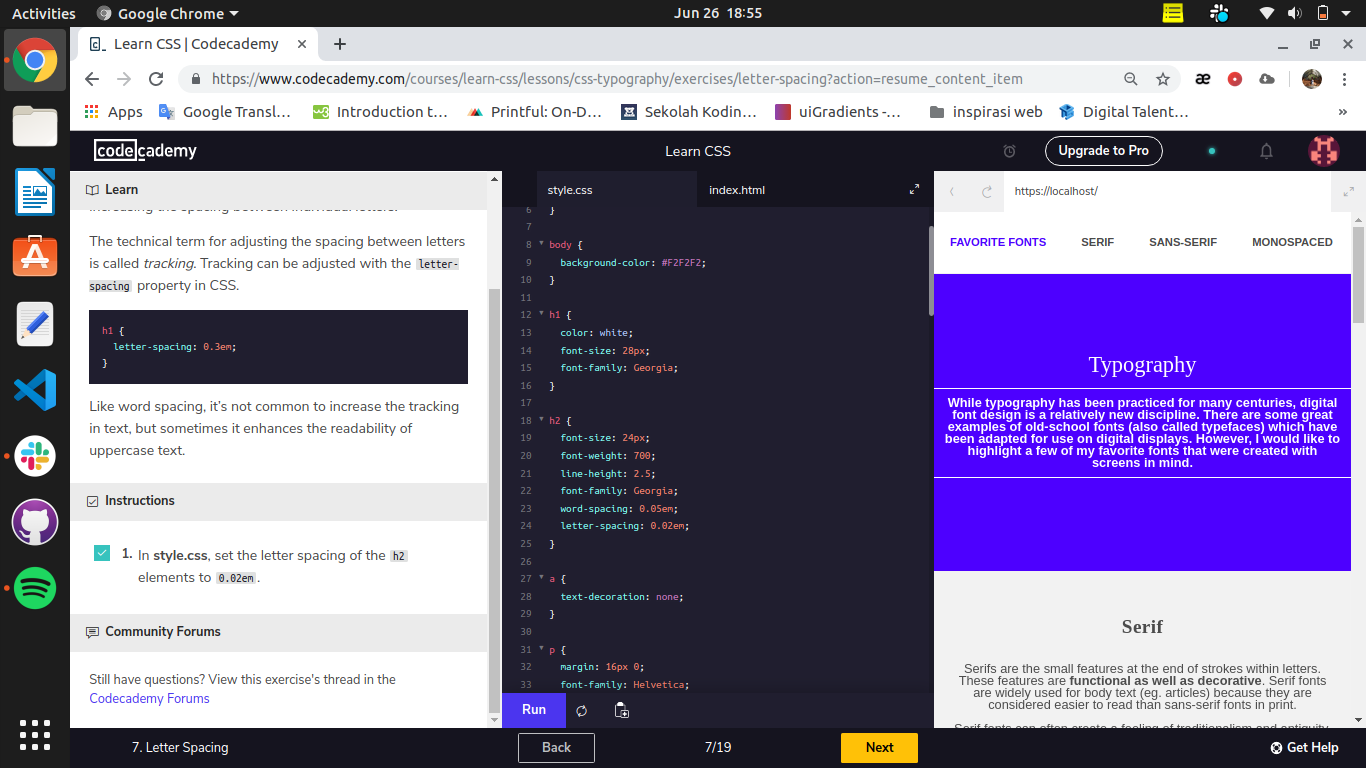 Activities
Google Chrome
Jun 26 18:55
Learn CSS | Codecademy
https://www.codecademy.com/courses/learn-css/lessons/css-typography/exercises/letter-spacing?action=resume_content_item
Apps
Google Transl...
Introduction t...
Printful: On-D...
Sekolah Kodin...
uiGradients -...
inspirasi web
Digital Talent...
»
codecademy
Learn CSS
Upgrade to Pro
Learn
increasing the spacing between individual letters.
The technical term for adjusting the spacing between letters
is called tracking. Tracking can be adjusted with the letter-
spacing property in CSS.
h1 {
letter-spacing: 0.3em;
}
Like word spacing, it's not common to increase the tracking
in text, but sometimes it enhances the readability of
uppercase text.
Instructions
1. In style.css, set the letter spacing of the h2
elements to 0.02em.
Community Forums
Still have questions? View this exercise's thread in the
Codecademy Forums
style.css
index.html
6 }
7
8 body {
9 background-color: #F2F2F2;
10 }
11
12 h1 {
13 color: white;
14 font-size: 28px;
15 font-family: Georgia;
16 }
17
18 h2 {
19 font-size: 24px;
20 font-weight: 700;
21 line-height: 2.5;
22 font-family: Georgia;
23 word-spacing: 0.05em;
24 letter-spacing: 0.02em;
25 }
26
27 a {
28 text-decoration: none;
29 }
30
31 p {
32 margin: 16px 0;
33 font-family: Helvetica;
Run
https://localhost/
FAVORITE FONTS
SERIF
SANS-SERIF
MONOSPACED
Typography
While typography has been practiced for many centuries, digital
font design is a relatively new discipline. There are some great
examples of old-school fonts (also called typefaces) which have
been adapted for use on digital displays. However, I would like to
highlight a few of my favorite fonts that were created with
screens in mind.
Serif
Serifs are the small features at the end of strokes within letters.
These features are functional as well as decorative. Serif fonts
are widely used for body text (eg. articles) because they are
considered easier to read than sans-serif fonts in print.
Serif fonts can often create a feeling of traditionalism and antiquity,
7. Letter Spacing
Back
7/19
Next
Get Help